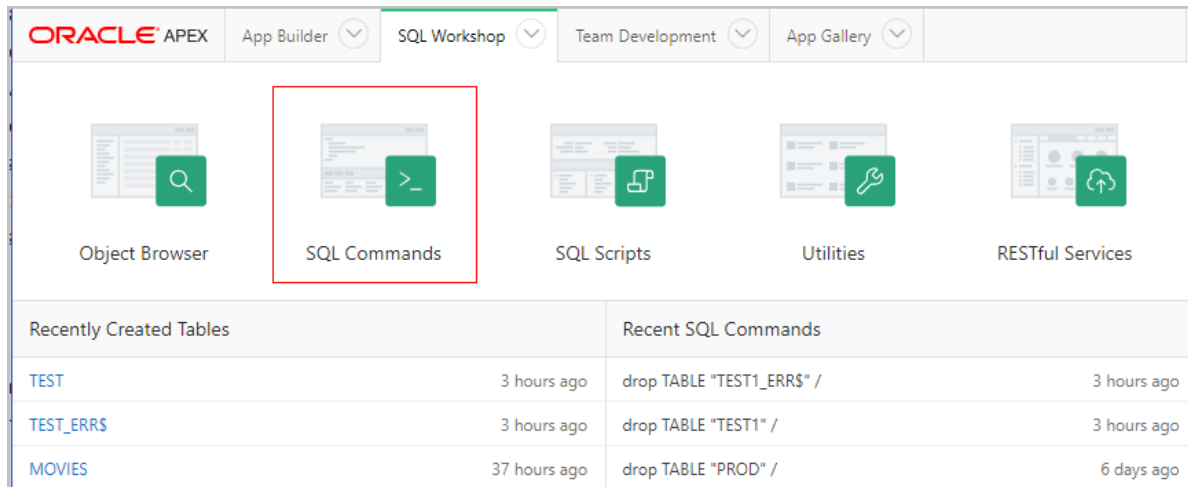 ORACLE APEX App Builder SQL Workshop Team Development App Gallery
>_
Object Browser SQL Commands SQL Scripts Utilities RESTful Services
Recently Created Tables Recent SQL Commands
TEST 3 hours ago drop TABLE "TEST1_ERR$" / 3 hours ago
TEST_ERR$ 3 hours ago drop TABLE "TEST1" / 3 hours ago
MOVIES 37 hours ago drop TABLE "PROD" / 6 days ago